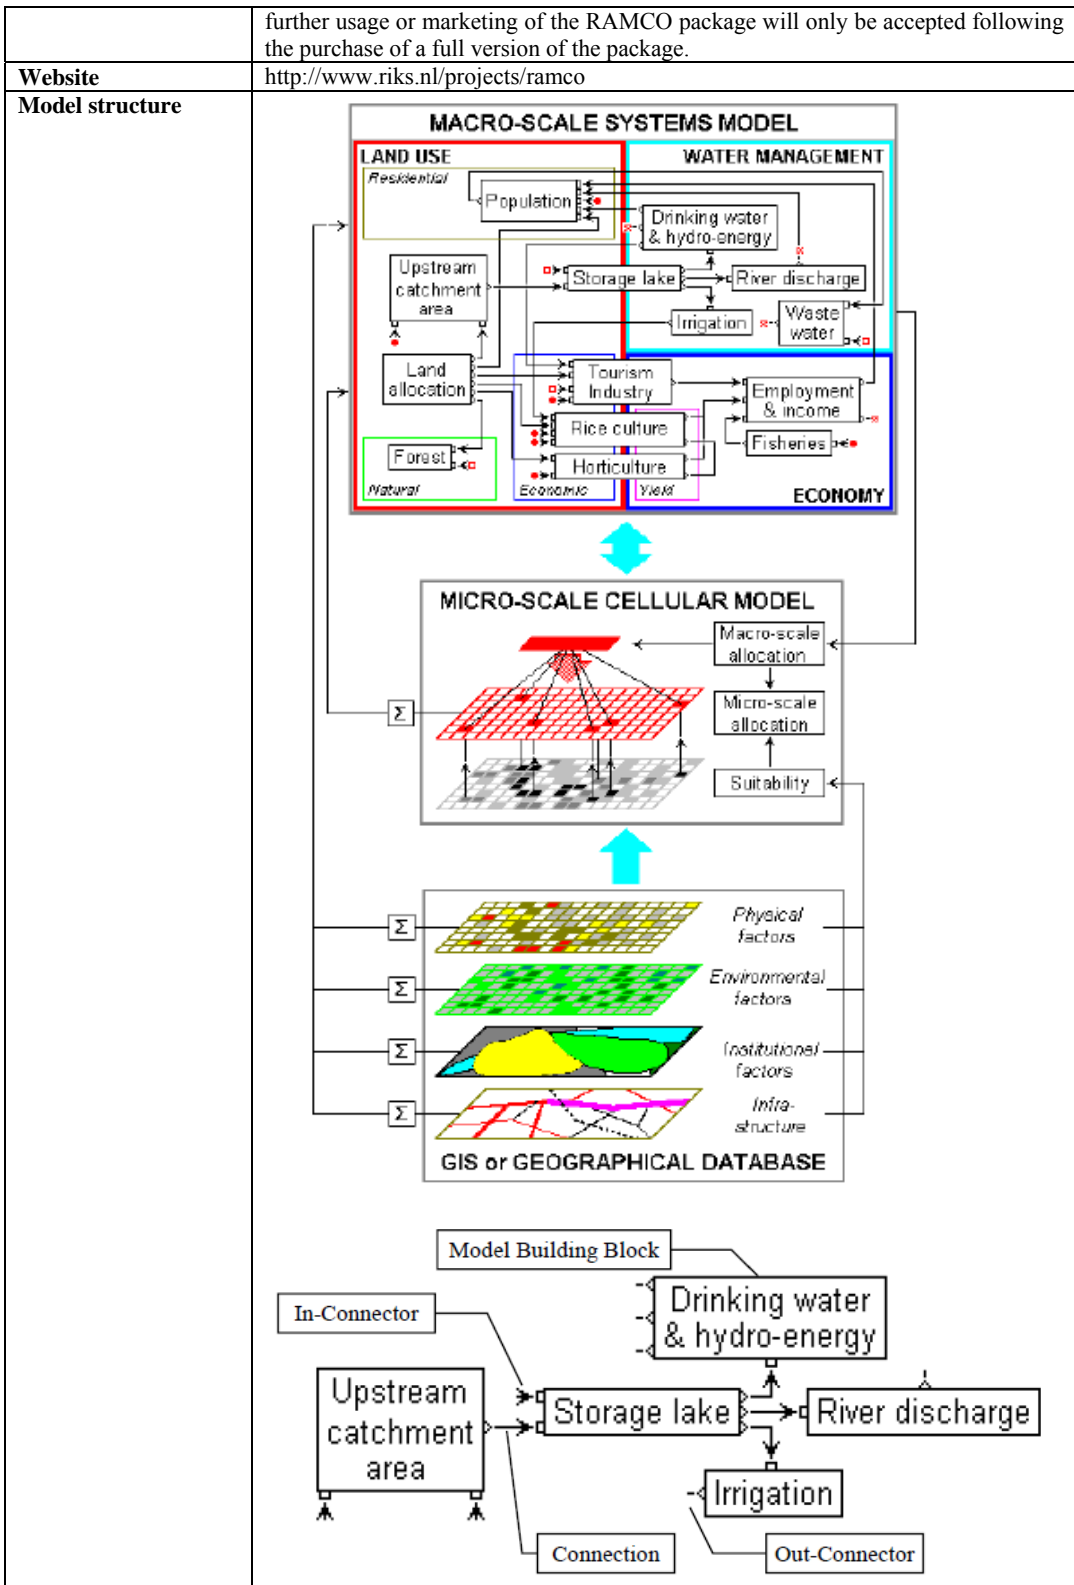 further usage or marketing of the RAMCO package will only be accepted following
the purchase of a full version of the package.
Website
http://www.riks.nl/projects/ramco
Model structure
MACRO-SCALE SYSTEMS MODEL
LAND USE
WATER MANAGEMENT
Residential
Population
Drinking water
& hydro-energy
Upstream
catchment
area
Storage lake
River discharge
Irrigation
Waste
water
Land
allocation
Tourism
Industry
Employment
& income
Rice culture
Fisheries
Forest
Horticulture
Natural
Economic
Yield
ECONOMY
MICRO-SCALE CELLULAR MODEL
Macro-scale
allocation
Σ
Micro-scale
allocation
Suitability
Σ
Physical
factors
Σ
Environmental
factors
Σ
Institutional
factors
Σ
Infra-
structure
GIS or GEOGRAPHICAL DATABASE
Model Building Block
In-Connector
Drinking water
& hydro-energy
Upstream
catchment
area
Storage lake
River discharge
Irrigation
Connection
Out-Connector